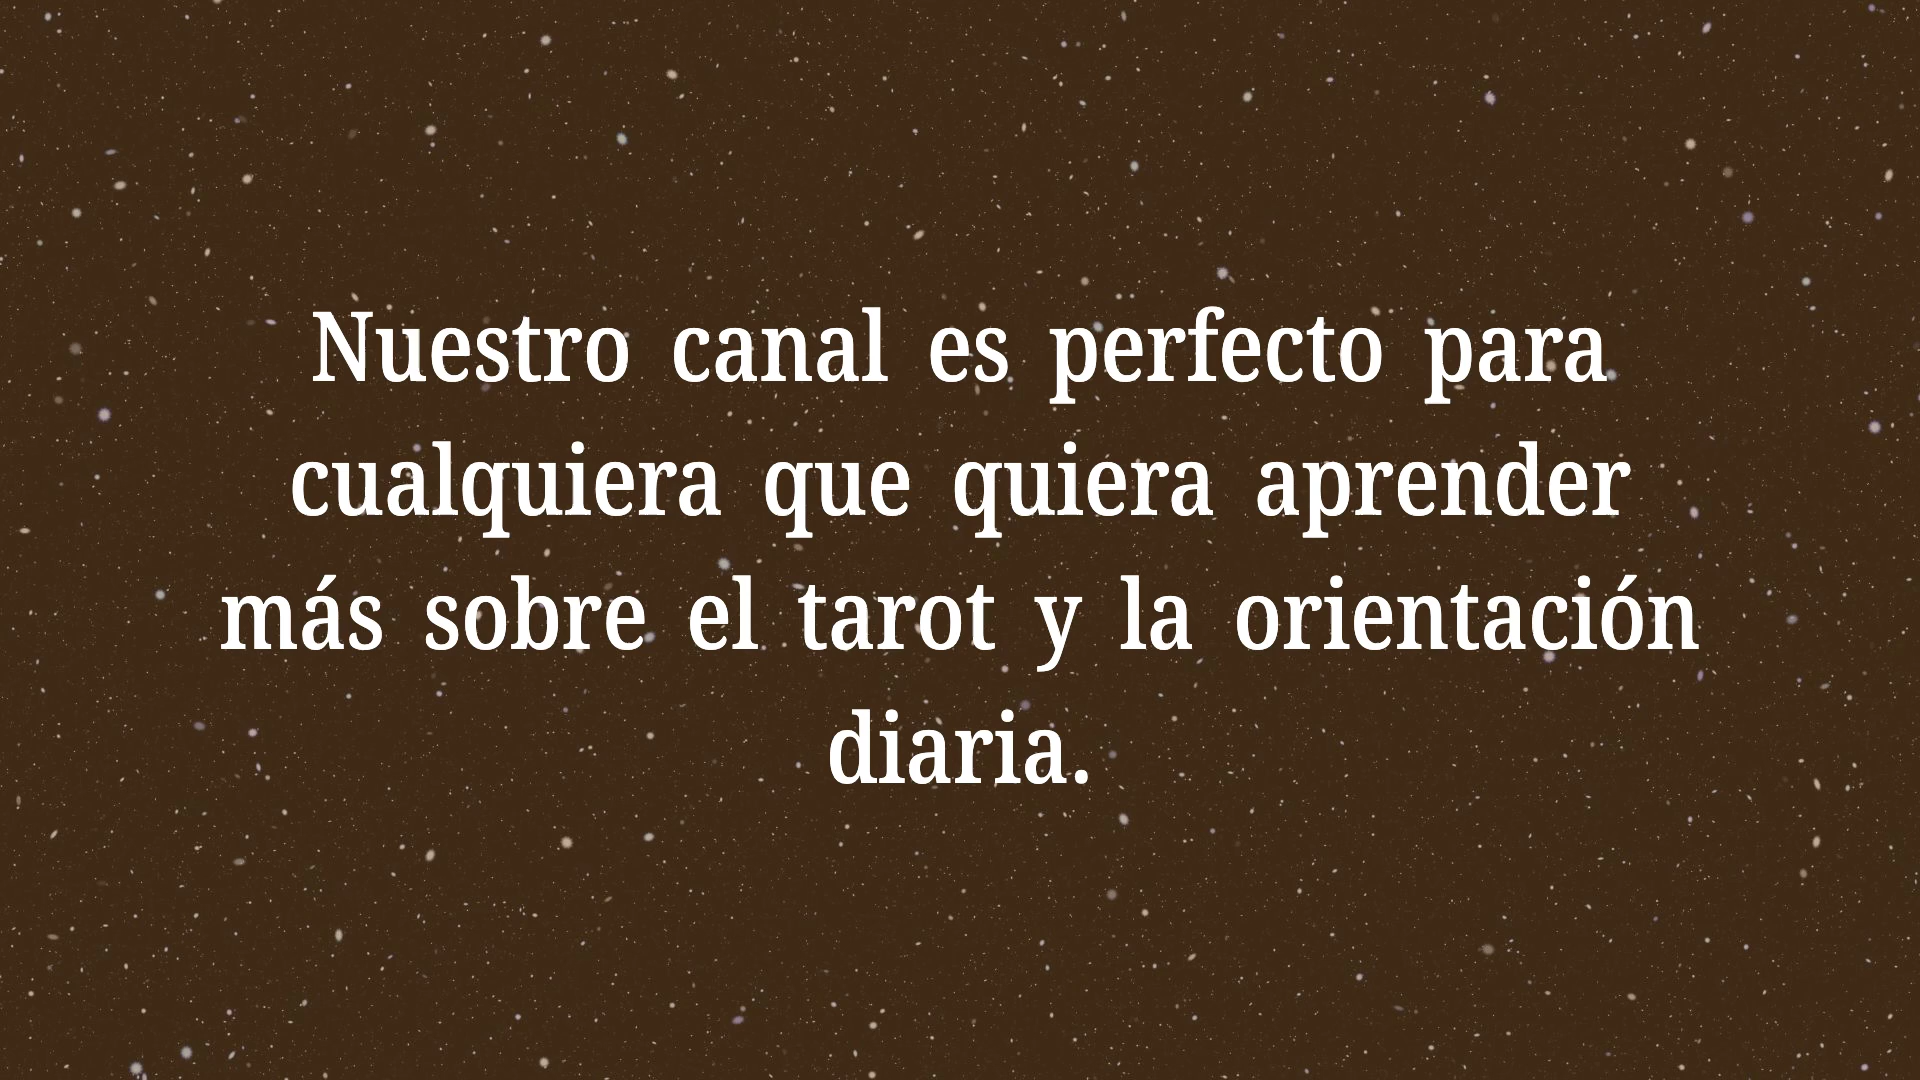 Nuestro canal es perfecto para
cualquiera que quiera aprender
más sobre el tarot y la orientación
diaria.